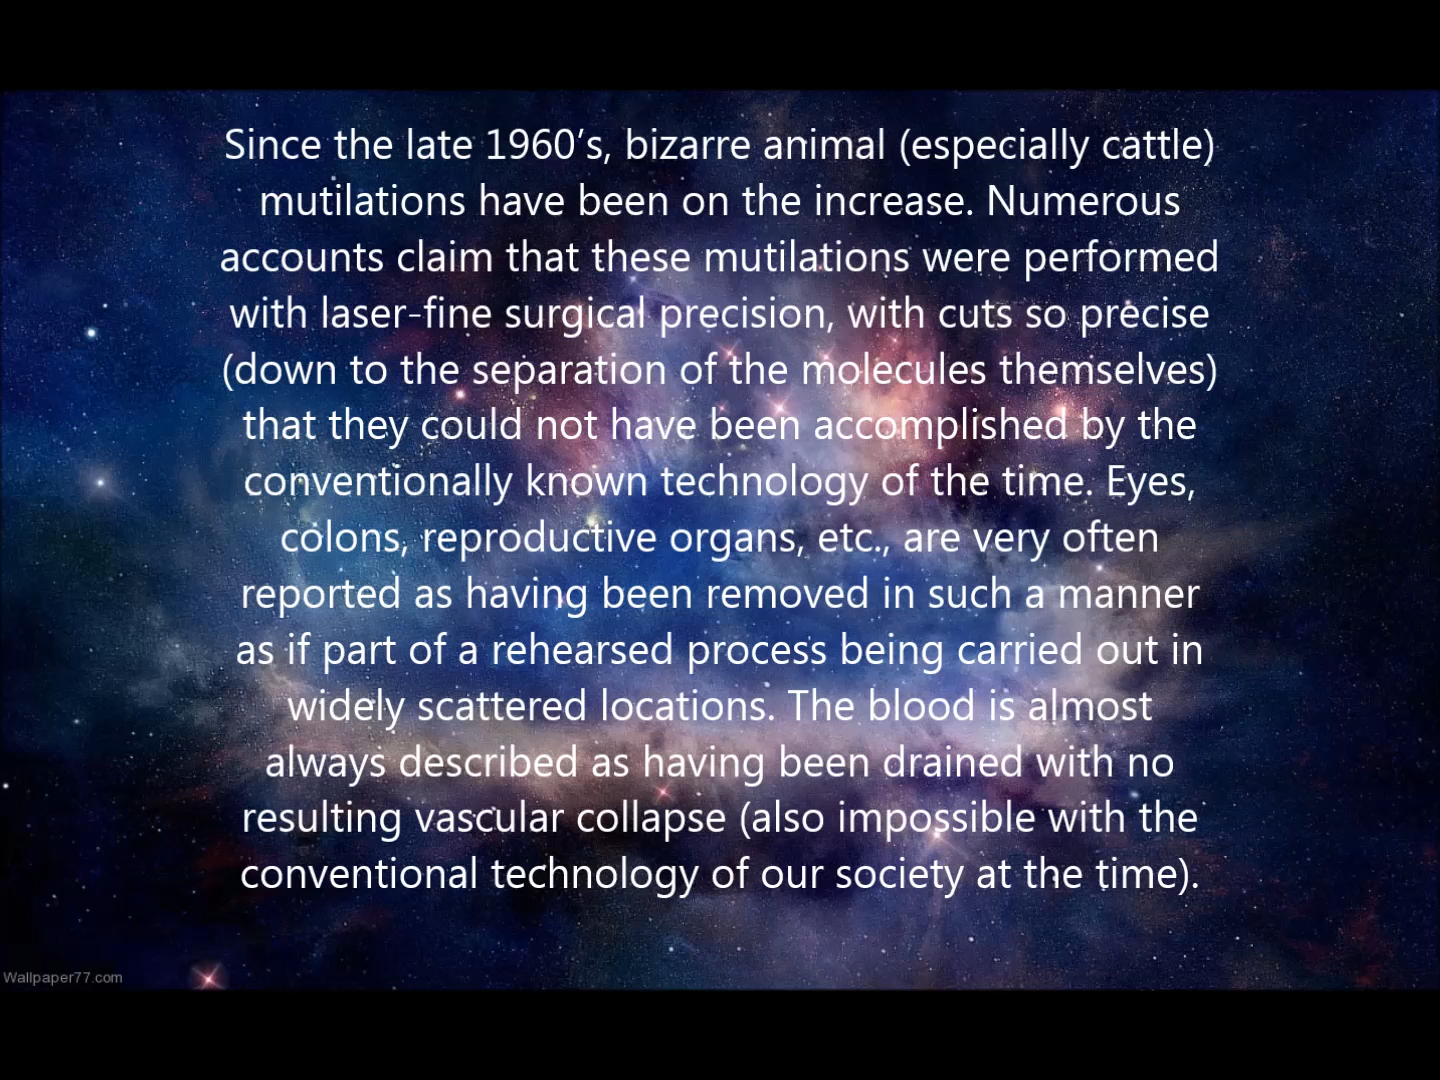 Since the late 1960’s, bizarre animal (especially cattle)
mutilations have been on the increase. Numerous
accounts claim that these mutilations were performed
with laser-fine surgical precision, with cuts so precise
(down to the separation of the molecules themselves)
that they could not have been accomplished by the
conventionally known technology of the time. Eyes,
colons, reproductive organs, etc., are very often
reported as having been removed in such a manner
as if part of a rehearsed process being carried out in
widely scattered locations. The blood is almost
always described as having been drained with no
resulting vascular collapse (also impossible with the
conventional technology of our society at the time).
Wallpaper77.com